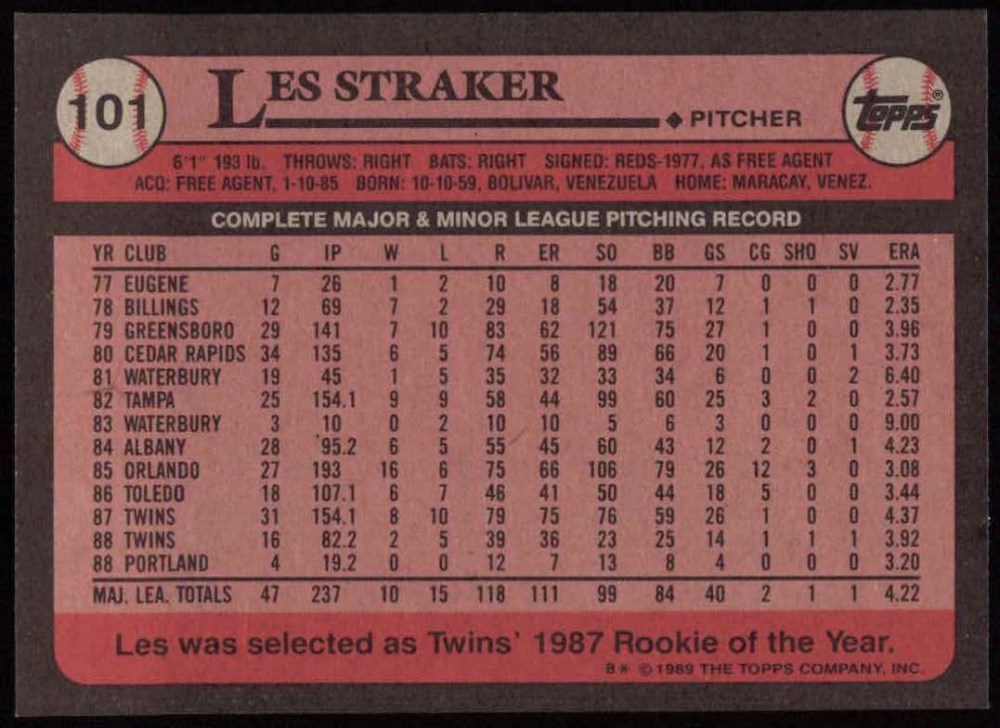 101
LES STRAKER
PITCHER
TOPPS®
6'1" 193 lb. THROWS: RIGHT BATS: RIGHT SIGNED: REDS-1977, AS FREE AGENT
ACQ: FREE AGENT, 1-10-85 BORN: 10-10-59, BOLIVAR, VENEZUELA HOME: MARACAY, VENEZ.
COMPLETE MAJOR & MINOR LEAGUE PITCHING RECORD
YR CLUB G IP W L R ER SO BB GS CG SHO SV ERA
77 EUGENE 7 26 1 2 10 8 18 20 7 0 0 0 2.77
78 BILLINGS 12 69 7 2 29 18 54 37 12 1 1 0 2.35
79 GREENSBORO 29 141 7 10 83 62 121 75 27 1 0 0 3.96
80 CEDAR RAPIDS 34 135 6 5 74 56 89 66 20 1 0 1 3.73
81 WATERBURY 19 45 1 5 35 32 33 34 6 0 0 2 6.40
82 TAMPA 25 154.1 9 9 58 44 99 60 25 3 2 0 2.57
83 WATERBURY 3 10 0 2 10 10 5 6 3 0 0 0 9.00
84 ALBANY 28 95.2 6 5 55 45 60 43 12 2 0 1 4.23
85 ORLANDO 27 193 16 6 75 66 106 79 26 12 3 0 3.08
86 TOLEDO 18 107.1 6 7 46 41 50 44 18 5 0 0 3.44
87 TWINS 31 154.1 8 10 79 75 76 59 26 1 0 0 4.37
88 TWINS 16 82.2 2 5 39 36 23 25 14 1 1 1 3.92
88 PORTLAND 4 19.2 0 0 12 7 13 8 4 0 0 0 3.20
MAJ. LEA. TOTALS 47 237 10 15 118 111 99 84 40 2 1 1 4.22
Les was selected as Twins' 1987 Rookie of the Year.
B* © 1989 THE TOPPS COMPANY, INC.